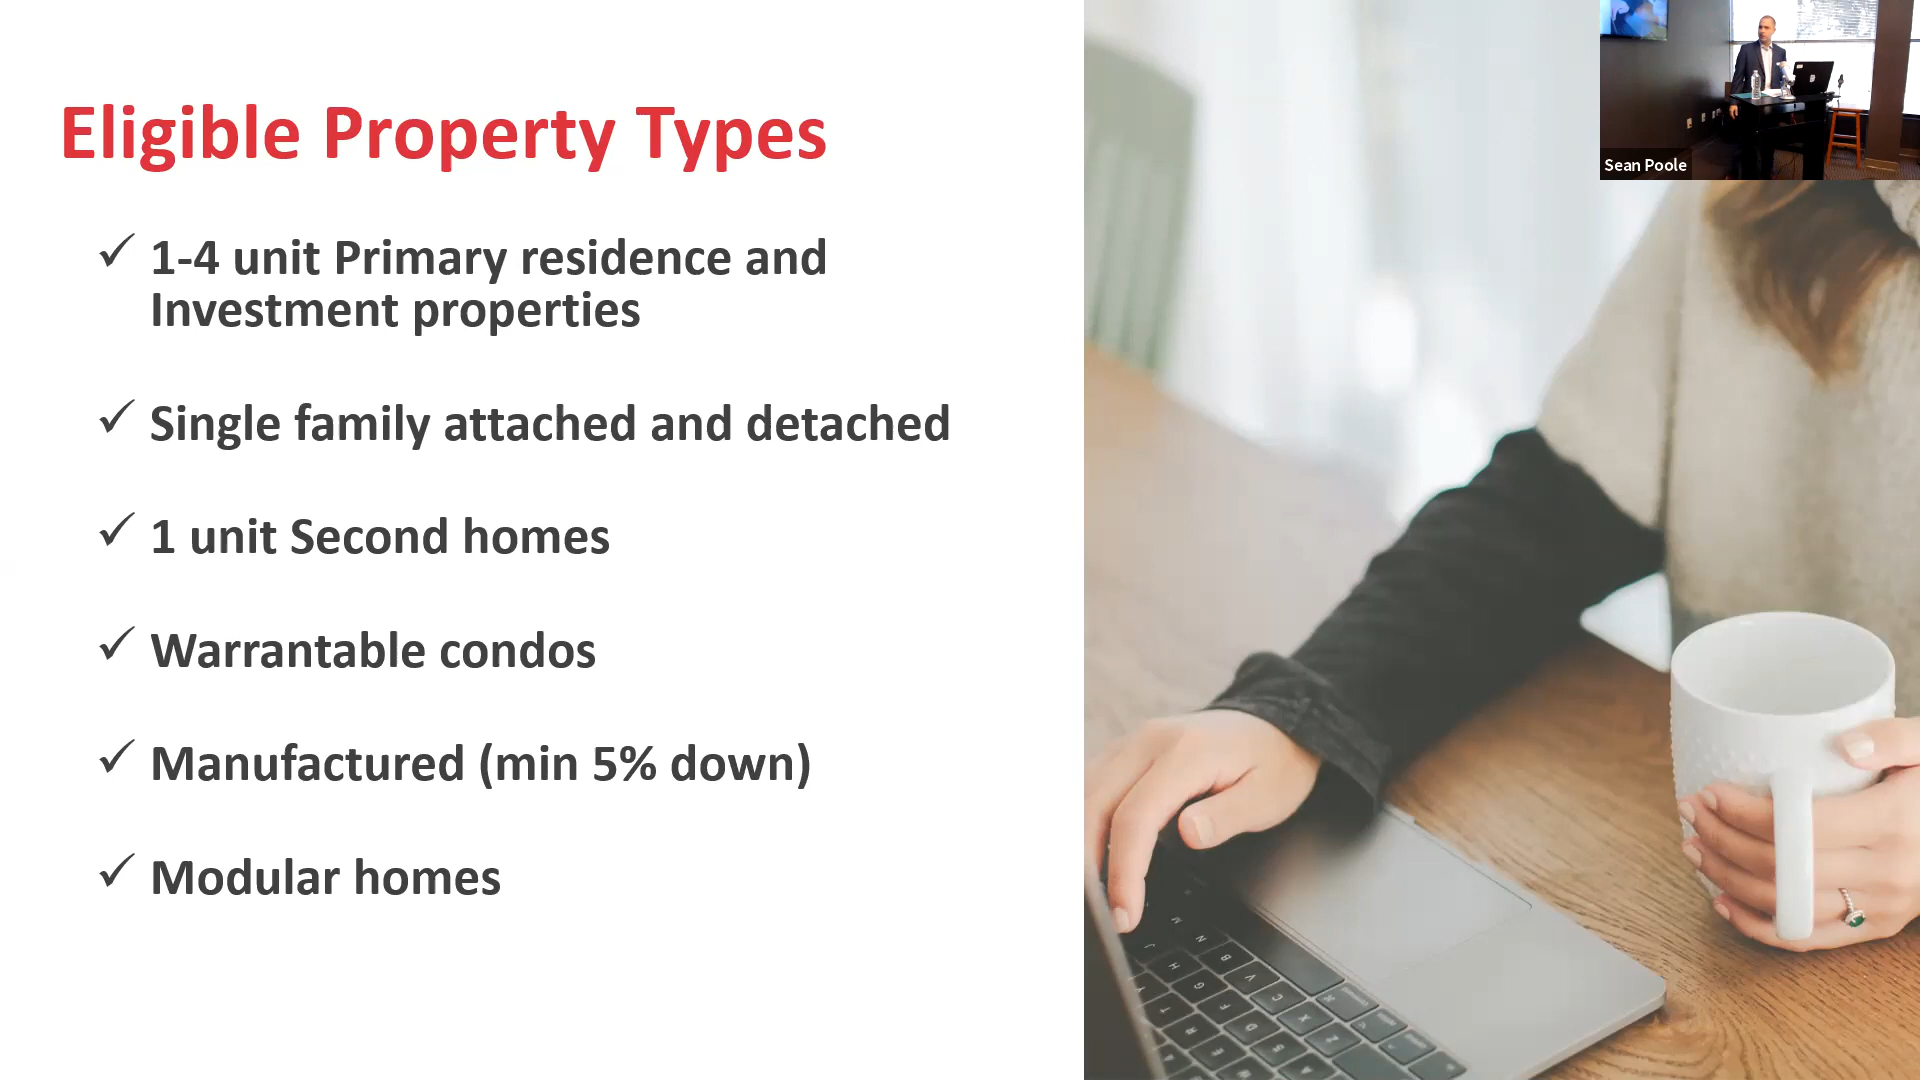 Eligible Property Types
Sean Poole
✓ 1-4 unit Primary residence and
Investment properties
✓ Single family attached and detached
✓ 1 unit Second homes
✓ Warrantable condos
✓ Manufactured (min 5% down)
✓ Modular homes